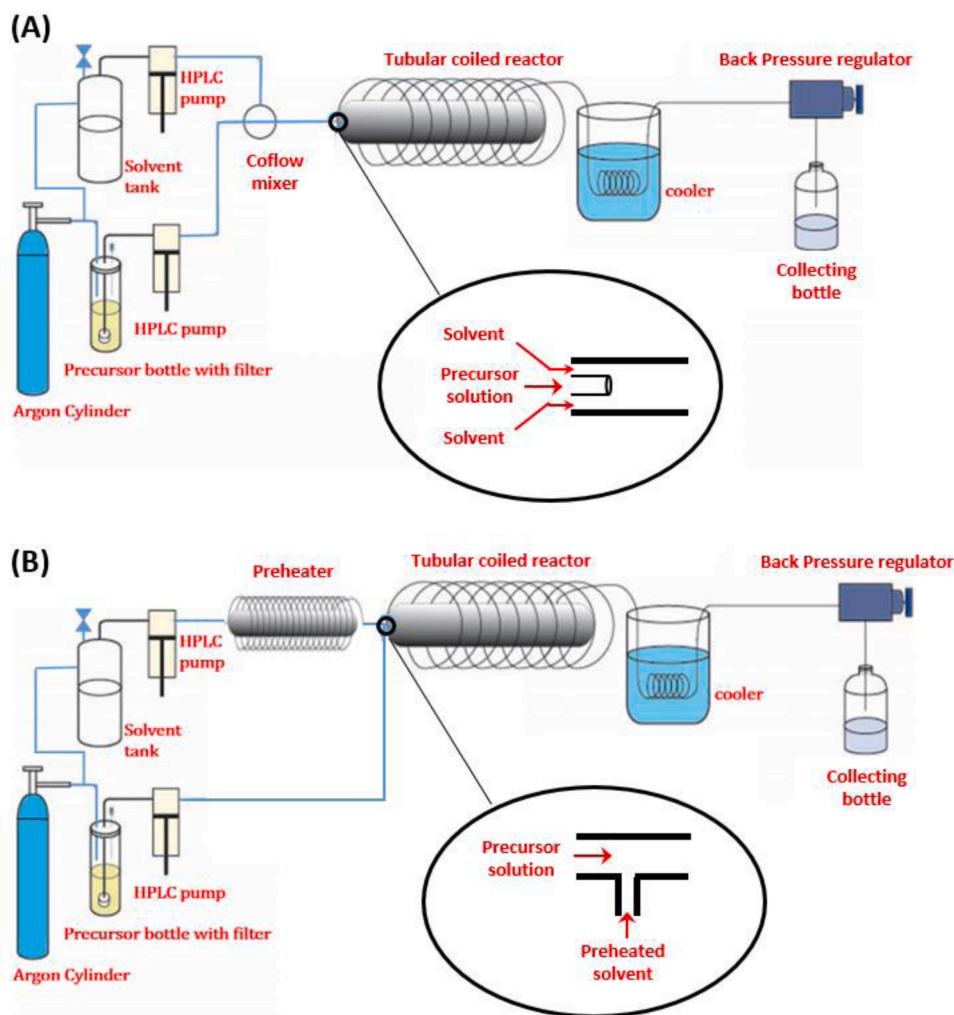 (A)
Tubular coiled reactor
Back Pressure regulator
HPLC
pump
Solvent
tank
Coflow
mixer
cooler
Collecting
bottle
HPLC pump
Precursor bottle with filter
Argon Cylinder
Solvent
Precursor
solution
Solvent
(B)
Preheater
Tubular coiled reactor
Back Pressure regulator
HPLC
pump
Solvent
tank
cooler
Collecting
bottle
HPLC pump
Precursor bottle with filter
Argon Cylinder
Precursor
solution
Preheated
solvent